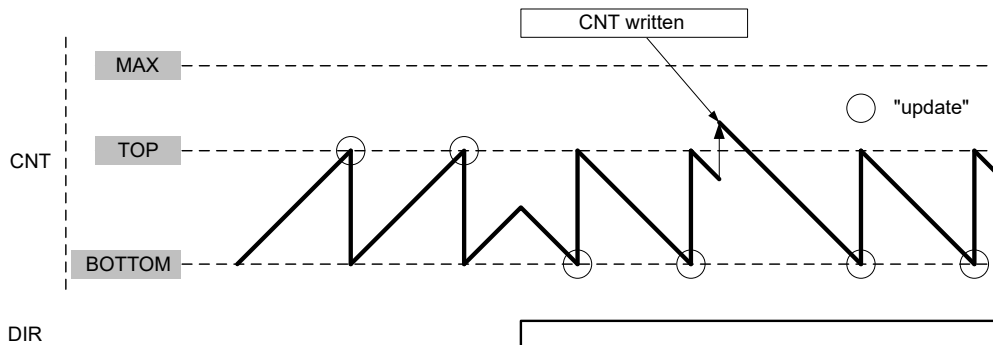 CNT written
MAX
"update"
TOP
CNT
BOTTOM
DIR